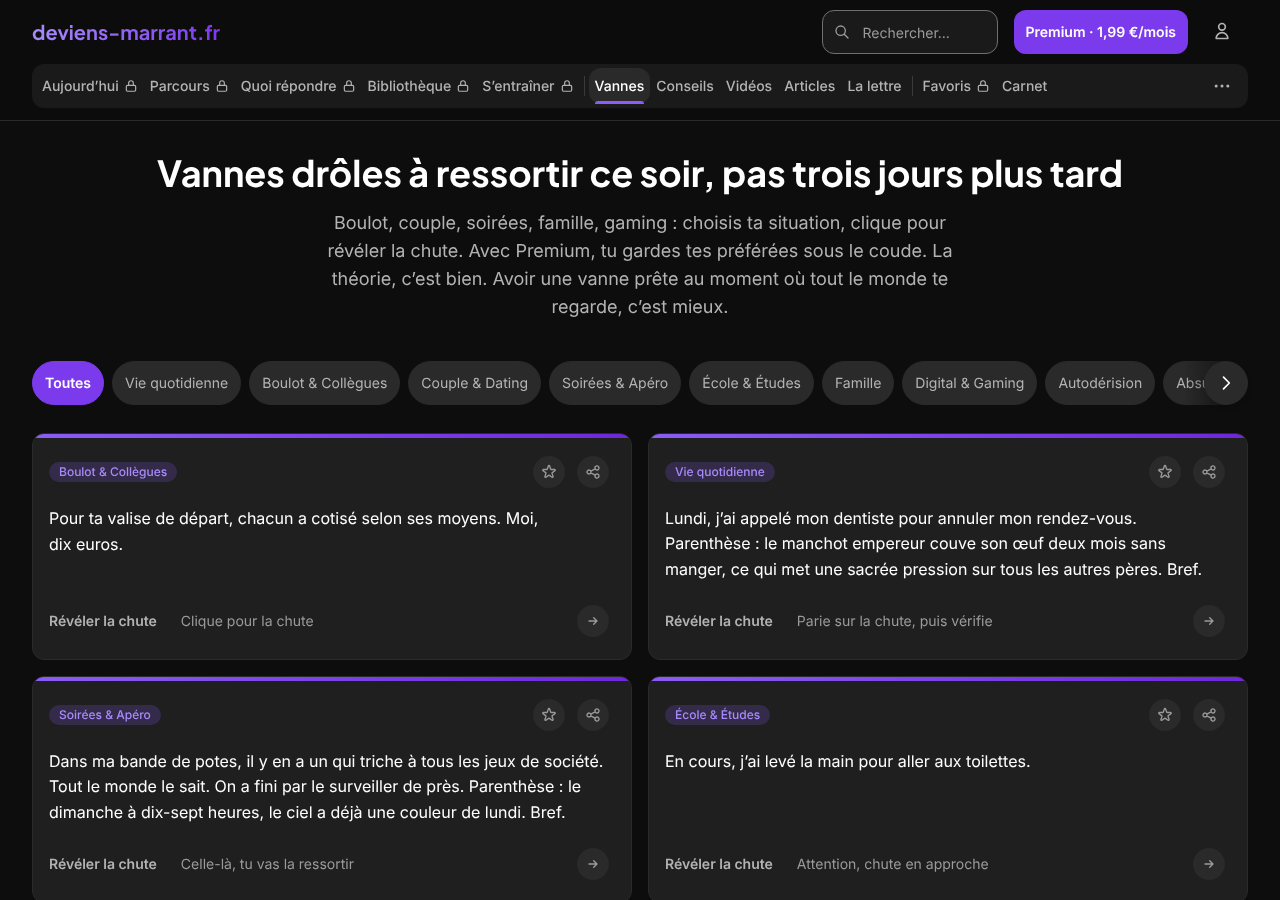 deviens-marrant.fr
Rechercher...
Premium · 1,99 €/mois
Aujourd’hui Parcours Quoi répondre Bibliothèque S’entraîner Vannes Conseils Vidéos Articles La lettre Favoris Carnet
Vannes drôles à ressortir ce soir, pas trois jours plus tard
Boulot, couple, soirées, famille, gaming : choisis ta situation, clique pour
révéler la chute. Avec Premium, tu gardes tes préférées sous le coude. La
théorie, c’est bien. Avoir une vanne prête au moment où tout le monde te
regarde, c’est mieux.
Toutes Vie quotidienne Boulot & Collègues Couple & Dating Soirées & Apéro École & Études Famille Digital & Gaming Autodérision
Boulot & Collègues
Pour ta valise de départ, chacun a cotisé selon ses moyens. Moi,
dix euros.
Révéler la chute Clique pour la chute
Vie quotidienne
Lundi, j’ai appelé mon dentiste pour annuler mon rendez-vous.
Parenthèse : le manchot empereur couve son œuf deux mois sans
manger, ce qui met une sacrée pression sur tous les autres pères. Bref.
Révéler la chute Parie sur la chute, puis vérifie
Soirées & Apéro
Dans ma bande de potes, il y en a un qui triche à tous les jeux de société.
Tout le monde le sait. On a fini par le surveiller de près. Parenthèse : le
dimanche à dix-sept heures, le ciel a déjà une couleur de lundi. Bref.
Révéler la chute Celle-là, tu vas la ressortir
École & Études
En cours, j’ai levé la main pour aller aux toilettes.
Révéler la chute Attention, chute en approche